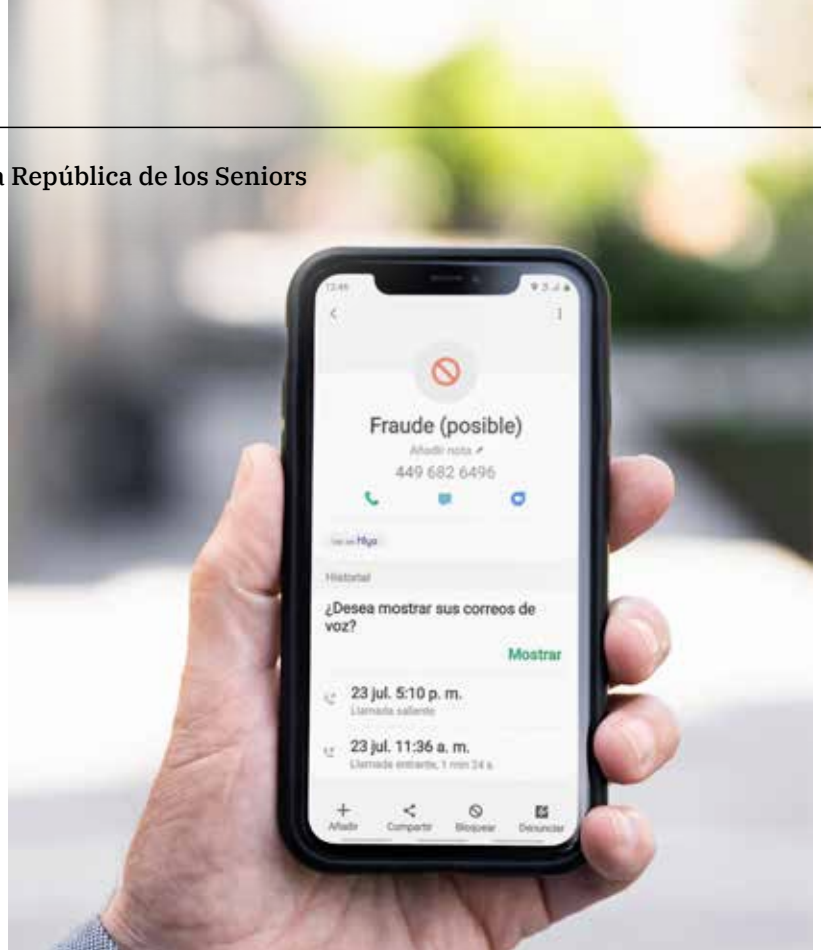 República de los Seniors
12:46
Fraude (posible)
Añadir nota
449 682 6496
Hiya
Historial
¿Desea mostrar sus correos de
voz?
Mostrar
23 jul. 5:10 p. m.
Llamada saliente
23 jul. 11:36 a. m.
Llamada entrante, 1 min 24 s
Añadir Compartir Bloquear Denunciar